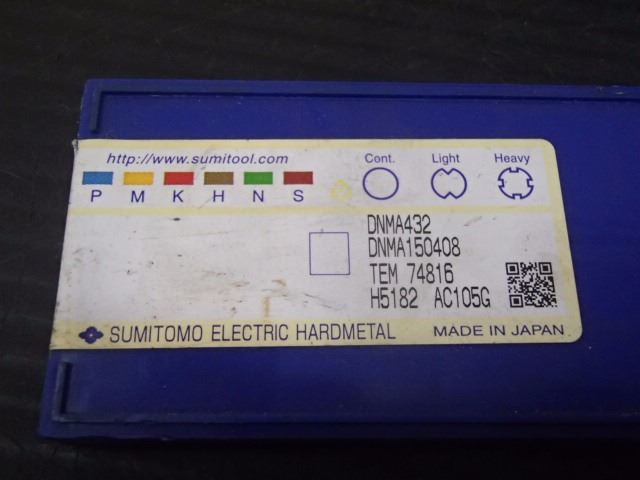 http://www.sumitool.com
P M K H N S
Cont. Light Heavy
DNMA432
DNMA150408
TEM 74816
H5182 AC105G
SUMITOMO ELECTRIC HARDMETAL
MADE IN JAPAN